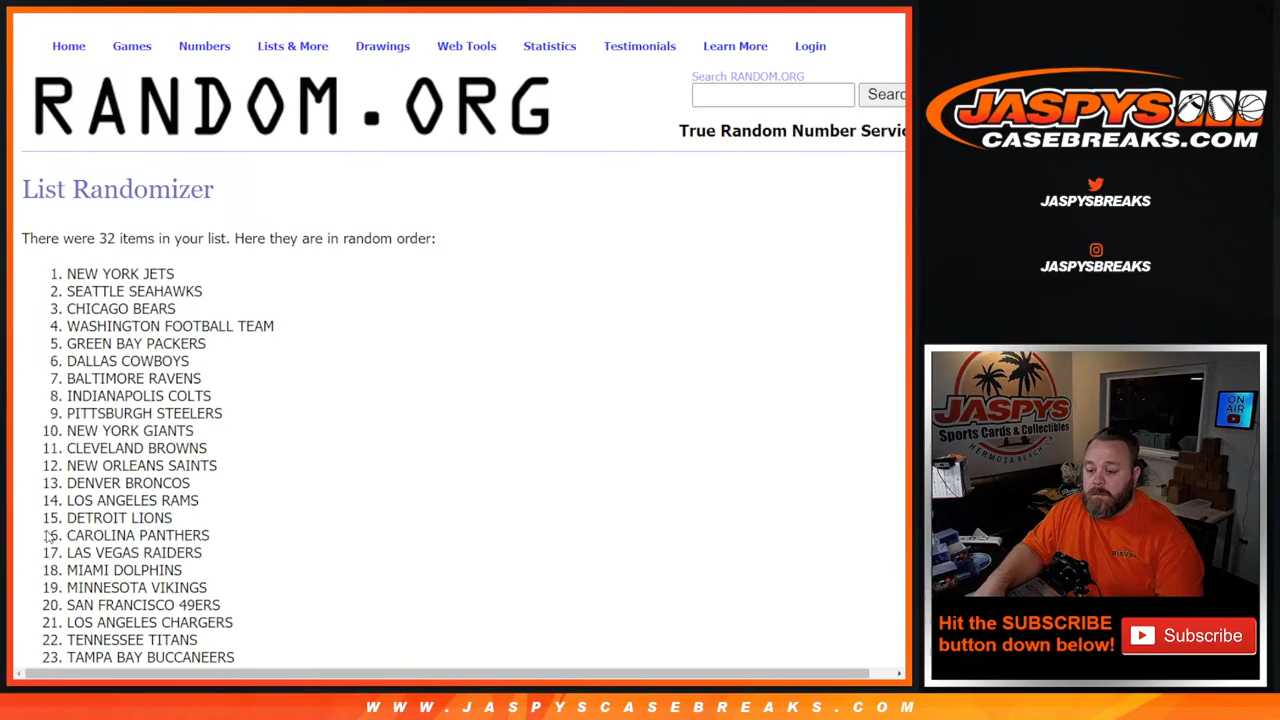 Home Games Numbers Lists & More Drawings Web Tools Statistics Testimonials Learn More Login
RANDOM.ORG
Search RANDOM.ORG
Searc
True Random Number Servic
List Randomizer
There were 32 items in your list. Here they are in random order:
1. NEW YORK JETS
2. SEATTLE SEAHAWKS
3. CHICAGO BEARS
4. WASHINGTON FOOTBALL TEAM
5. GREEN BAY PACKERS
6. DALLAS COWBOYS
7. BALTIMORE RAVENS
8. INDIANAPOLIS COLTS
9. PITTSBURGH STEELERS
10. NEW YORK GIANTS
11. CLEVELAND BROWNS
12. NEW ORLEANS SAINTS
13. DENVER BRONCOS
14. LOS ANGELES RAMS
15. DETROIT LIONS
16. CAROLINA PANTHERS
17. LAS VEGAS RAIDERS
18. MIAMI DOLPHINS
19. MINNESOTA VIKINGS
20. SAN FRANCISCO 49ERS
21. LOS ANGELES CHARGERS
22. TENNESSEE TITANS
23. TAMPA BAY BUCCANEERS
JASPYS
CASEBREAKS.COM
JASPYSBREAKS
JASPYSBREAKS
JASPYS
Sports Cards & Collectibles
HERMOSA BEACH CA
ON
AIR
Hit the SUBSCRIBE
button down below!
Subscribe
WWW.JASPYSCASEBREAKS.COM